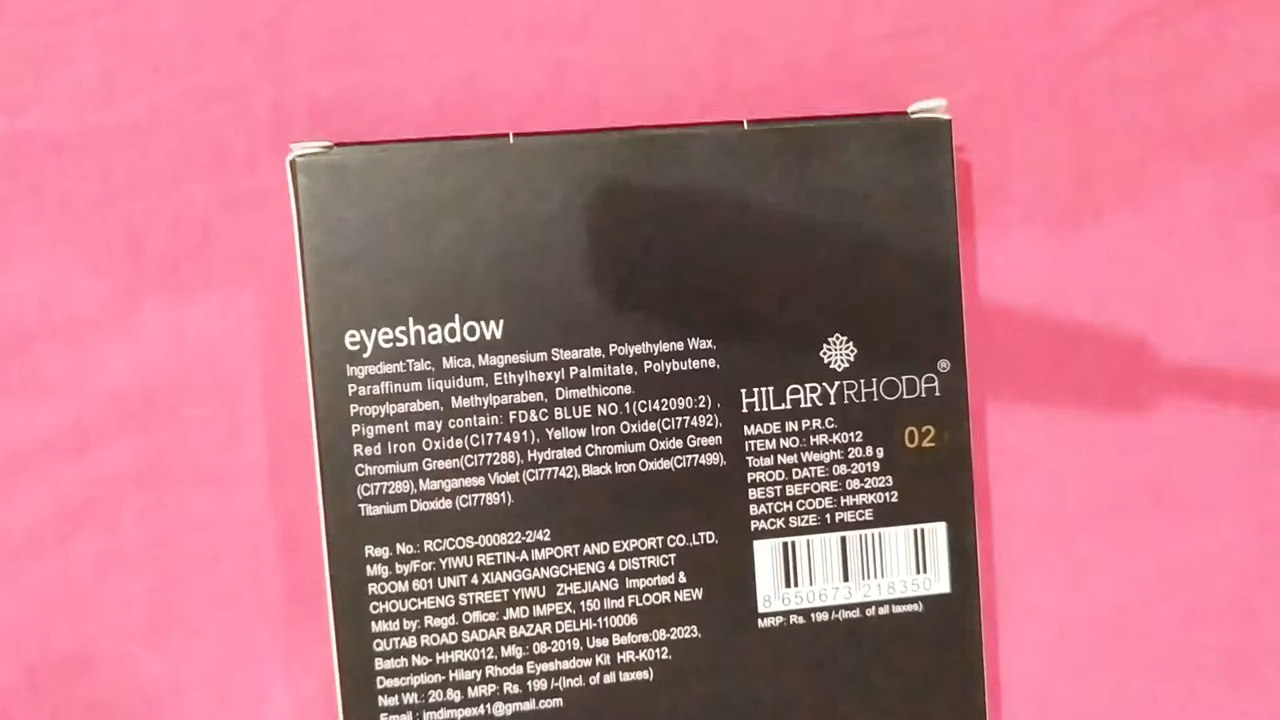 eyeshadow
Ingredient:Talc, Mica, Magnesium Stearate, Polyethylene Wax,
Paraffinum liquidum, Ethylhexyl Palmitate, Polybutene,
Propylparaben, Methylparaben, Dimethicone.
Pigment may contain: FD&C BLUE NO.1(CI42090:2) ,
Red Iron Oxide(CI77491), Yellow Iron Oxide(CI77492),
Chromium Green(CI77288), Hydrated Chromium Oxide Green
(CI77289), Manganese Violet (CI77742), Black Iron Oxide(CI77499),
Titanium Dioxide (CI77891).
Reg. No.: RC/COS-000822-2/42
Mfg. by/For: YIWU RETIN-A IMPORT AND EXPORT CO.,LTD,
ROOM 601 UNIT 4 XIANGGANGCHENG 4 DISTRICT
CHOUCHENG STREET YIWU ZHEJIANG Imported &
Mktd by: Regd. Office: JMD IMPEX, 150 IInd FLOOR NEW
QUTAB ROAD SADAR BAZAR DELHI-110006
Batch No- HHRK012, Mfg.: 08-2019, Use Before:08-2023,
Description- Hilary Rhoda Eyeshadow Kit HR-K012,
Net Wt.: 20.8g. MRP: Rs. 199 /-(Incl. of all taxes)
Email : jmdimpex41@gmail.com
HILARYRHODA®
MADE IN P.R.C.
ITEM NO.: HR-K012
02
Total Net Weight: 20.8 g
PROD. DATE: 08-2019
BEST BEFORE: 08-2023
BATCH CODE: HHRK012
PACK SIZE: 1 PIECE
8 650673 218350
MRP: Rs. 199 /-(Incl. of all taxes)